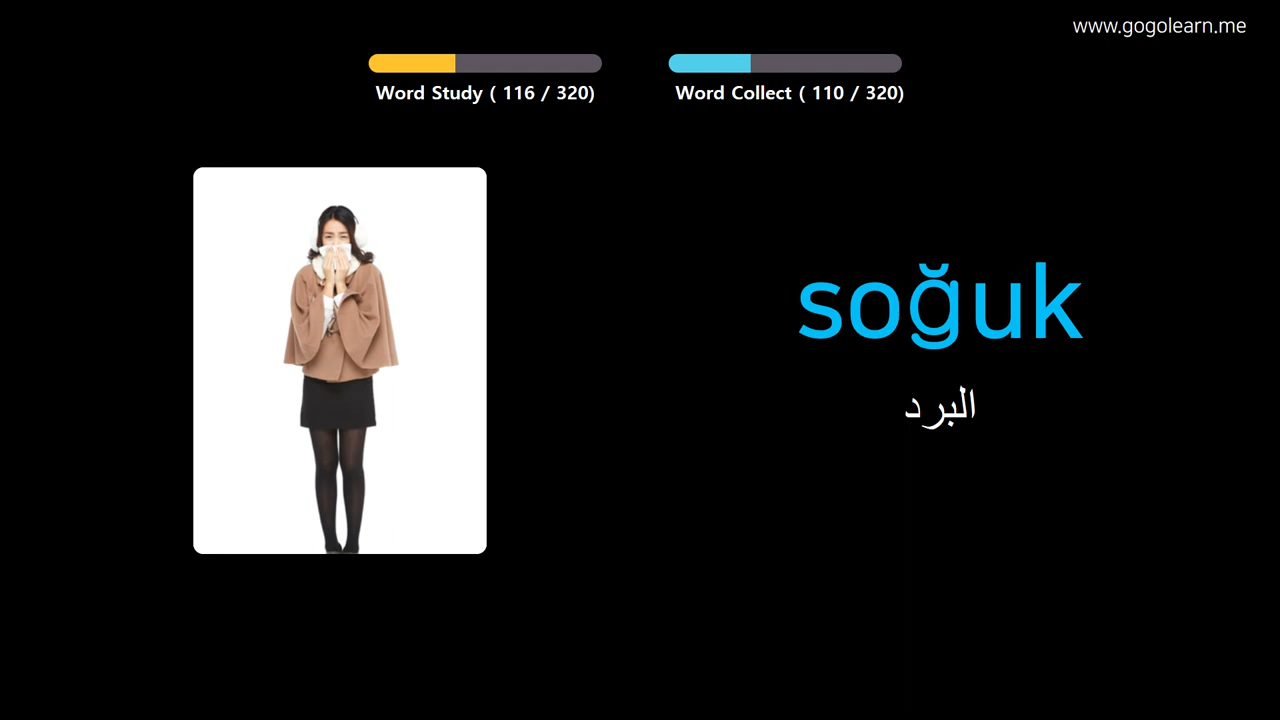 www.gogolearn.me
Word Study ( 116 / 320)
Word Collect ( 110 / 320)
soğuk
البرد